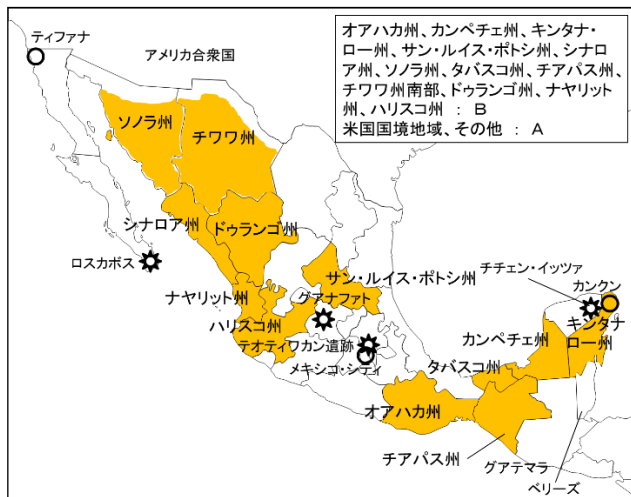 ティファナ
アメリカ合衆国
オアハカ州、カンペチェ州、キンタナ・
ロー州、サン・ルイス・ポトシ州、シナロ
ア州、ソノラ州、タバスコ州、チアパス州、
チワワ州南部、ドゥランゴ州、ナヤリット
州、ハリスコ州 : B
米国国境地域、その他 : A
ソノラ州
チワワ州
シナロア州
ドゥランゴ州
ロスカボス
サン・ルイス・ポトシ州
チチェン・イッツァ
カンクン
ナヤリット州
グアナファト
キンタナ
ロー州
ハリスコ州
カンペチェ州
テオティワカン遺跡
メキシコ・シティ
タバスコ州
オアハカ州
チアパス州
グアテマラ
ベリーズ